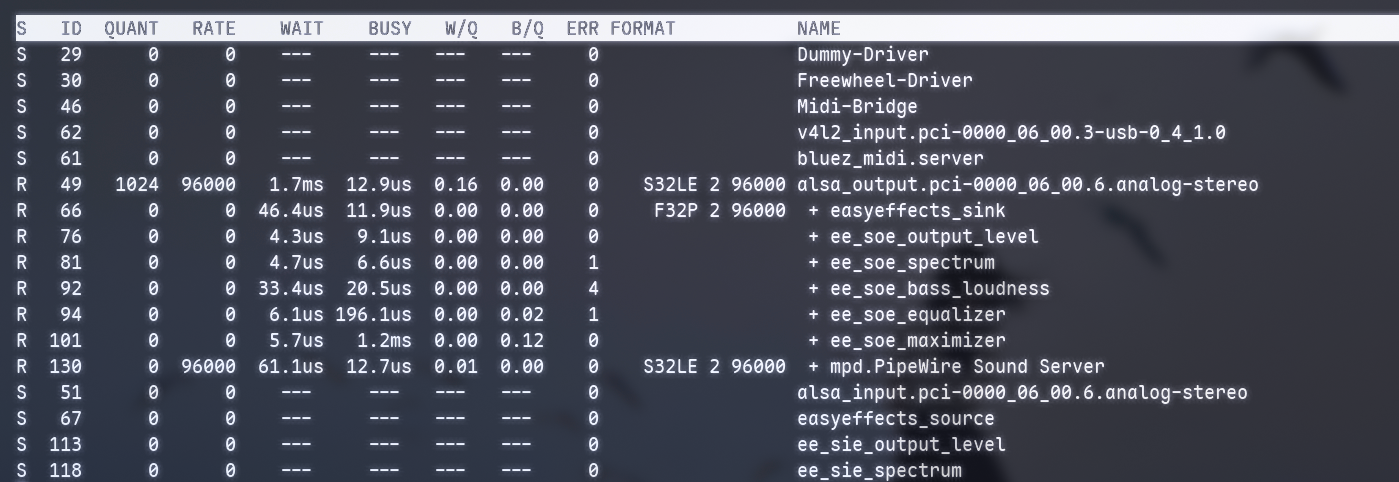 S ID QUANT RATE WAIT BUSY W/Q B/Q ERR FORMAT NAME
S 29 0 0 --- --- --- --- 0 Dummy-Driver
S 30 0 0 --- --- --- --- 0 Freewheel-Driver
S 46 0 0 --- --- --- --- 0 Midi-Bridge
S 62 0 0 --- --- --- --- 0 v4l2_input.pci-0000_06_00.3-usb-0_4_1.0
S 61 0 0 --- --- --- --- 0 bluez_midi.server
R 49 1024 96000 1.7ms 12.9us 0.16 0.00 0 S32LE 2 96000 alsa_output.pci-0000_06_00.6.analog-stereo
R 66 0 0 46.4us 11.9us 0.00 0.00 0 F32P 2 96000 + easyeffects_sink
R 76 0 0 4.3us 9.1us 0.00 0.00 0 + ee_soe_output_level
R 81 0 0 4.7us 6.6us 0.00 0.00 1 + ee_soe_spectrum
R 92 0 0 33.4us 20.5us 0.00 0.00 4 + ee_soe_bass_loudness
R 94 0 0 6.1us 196.1us 0.00 0.02 1 + ee_soe_equalizer
R 101 0 0 5.7us 1.2ms 0.00 0.12 0 + ee_soe_maximizer
R 130 0 96000 61.1us 12.7us 0.01 0.00 0 S32LE 2 96000 + mpd.PipeWire Sound Server
S 51 0 0 --- --- --- --- 0 alsa_input.pci-0000_06_00.6.analog-stereo
S 67 0 0 --- --- --- --- 0 easyeffects_source
S 113 0 0 --- --- --- --- 0 ee_sie_output_level
S 118 0 0 --- --- --- --- 0 ee_sie_spectrum